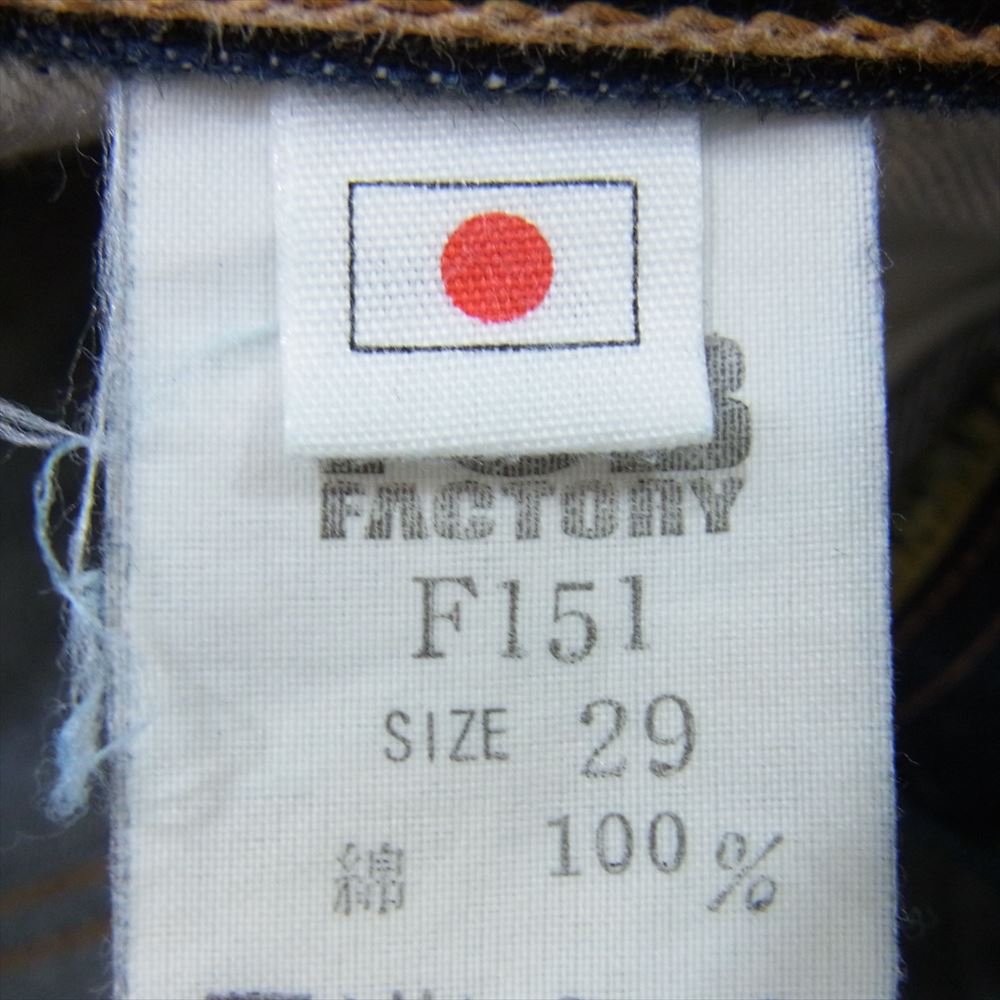 FACTORY
F151
SIZE 29
綿 100%